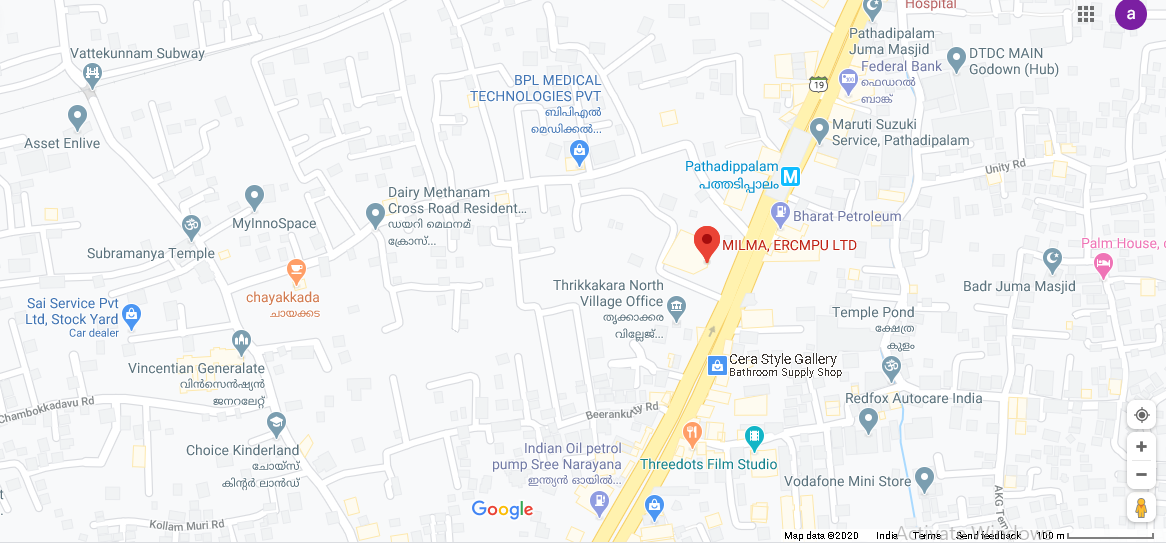 Hospital
a
Pathadipalam
Juma Masjid
Vattekunnam Subway
DTDC MAIN
Godown (Hub)
Federal Bank
ഫെഡറൽ
ബാങ്ക്
BPL MEDICAL
TECHNOLOGIES PVT
ബിപിഎൽ
മെഡിക്കൽ...
19
Asset Enlive
Maruti Suzuki
Service, Pathadipalam
Pathadippalam
പത്തടിപ്പാലം
M
Unity Rd
Dairy Methanam
Cross Road Resident...
ഡയറി മെഥനമ്
ക്രോസ്...
MyInnoSpace
Bharat Petroleum
Subramanya Temple
MILMA, ERCMPU LTD
Palm House,
chayakkada
ചായക്കട
Thrikkakara North
Village Office
തൃക്കാക്കര
വില്ലേജ്...
Badr Juma Masjid
Sai Service Pvt
Ltd, Stock Yard
Car dealer
Temple Pond
ക്ഷേത്ര
കുളം
Vincentian Generalate
വിൻസെൻഷ്യൻ
ജനറലേറ്റ്
Cera Style Gallery
Bathroom Supply Shop
Redfox Autocare India
Chambokkadavu Rd
Beerankutty Rd
Choice Kinderland
ചോയ്സ്
കിന്റർ ലാൻഡ്
Indian Oil petrol
pump Sree Narayana
ഇന്ത്യൻ ഓയിൽ...
Threedots Film Studio
Vodafone Mini Store
AKG Tem
t
Google
Kollam Muri Rd
Activate Windows
Map data ©2020 India Terms Send feedback 100 m